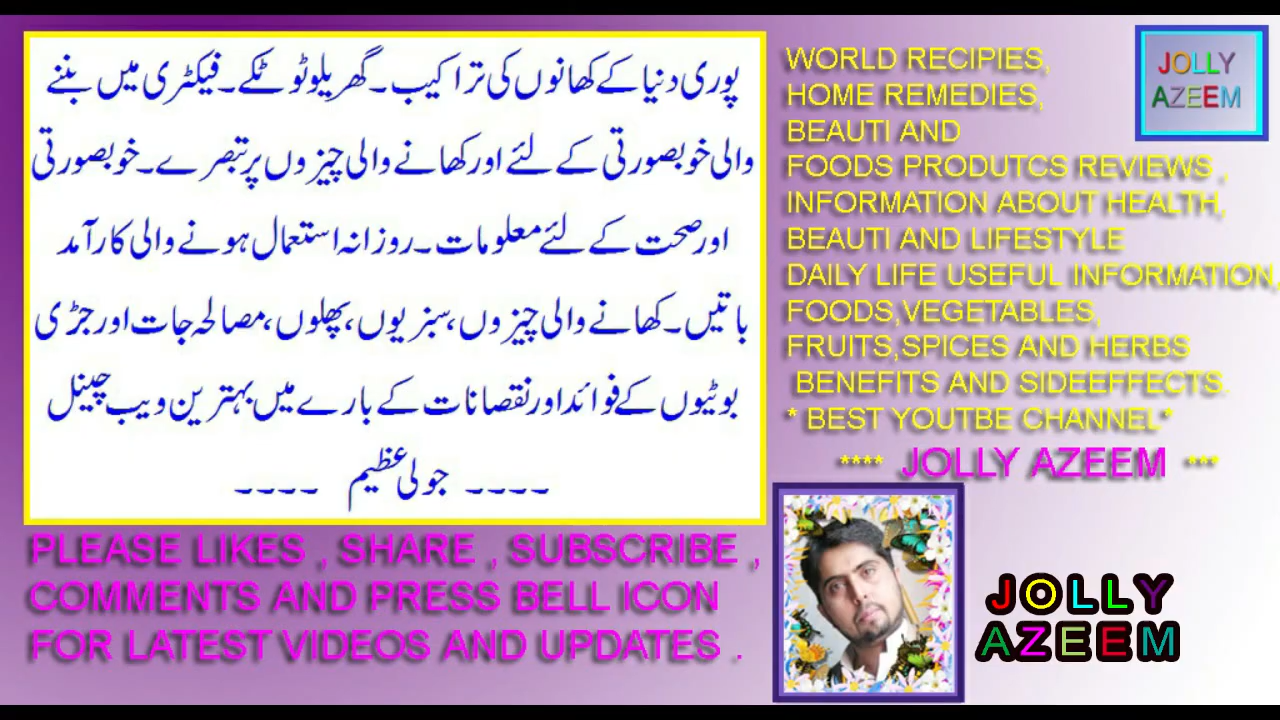 پوری دنیا کے کھانوں کی تراکیب۔ گھریلو ٹوٹکے۔ فیکٹری میں بننے
والی خوبصورتی کے لئے اور کھانے والی چیزوں پر تبصرے۔ خوبصورتی
اور صحت کے لئے معلومات۔ روزانہ استعمال ہونے والی کارآمد
باتیں۔ کھانے والی چیزوں، سبزیوں، پھلوں، مصالحہ جات اور جڑی
بوٹیوں کے فوائد اور نقصانات کے بارے میں بہترین ویب چینل
---- جولی عظیم ----
WORLD RECIPIES,
HOME REMEDIES,
BEAUTI AND
FOODS PRODUTCS REVIEWS ,
INFORMATION ABOUT HEALTH,
BEAUTI AND LIFESTYLE
DAILY LIFE USEFUL INFORMATION,
FOODS,VEGETABLES,
FRUITS,SPICES AND HERBS
BENEFITS AND SIDEEFFECTS.
* BEST YOUTBE CHANNEL*
**** JOLLY AZEEM ***
JOLLY
AZEEM
PLEASE LIKES , SHARE , SUBSCRIBE ,
COMMENTS AND PRESS BELL ICON
FOR LATEST VIDEOS AND UPDATES .
JOLLY
AZEEM